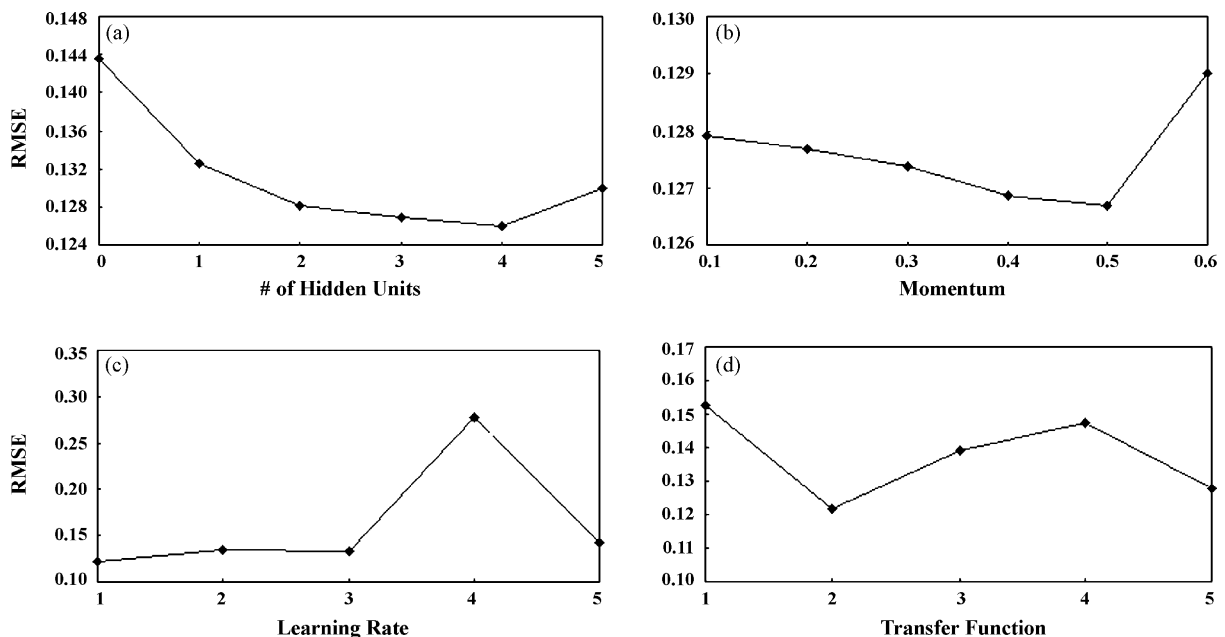 (a)
0.148
0.144
0.140
0.136
0.132
0.128
0.124
RMSE
0 1 2 3 4 5
# of Hidden Units
(b)
0.130
0.129
0.128
0.127
0.126
0.1 0.2 0.3 0.4 0.5 0.6
Momentum
(c)
0.35
0.30
0.25
0.20
0.15
0.10
RMSE
1 2 3 4 5
Learning Rate
(d)
0.17
0.16
0.15
0.14
0.13
0.12
0.11
0.10
1 2 3 4 5
Transfer Function